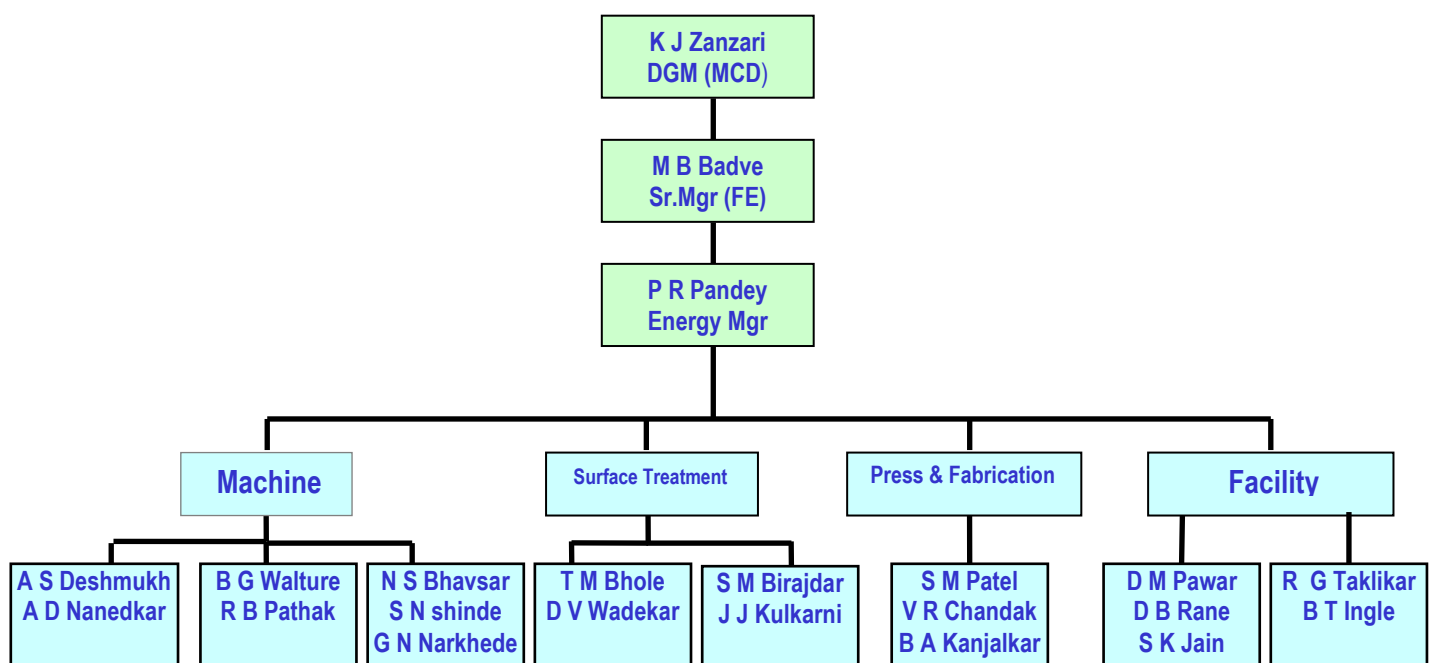 K J Zanzari
DGM (MCD)
M B Badve
Sr.Mgr (FE)
P R Pandey
Energy Mgr
Machine
Surface Treatment
Press & Fabrication
Facility
A S Deshmukh
A D Nanedkar
B G Walture
R B Pathak
N S Bhavsar
S N shinde
G N Narkhede
T M Bhole
D V Wadekar
S M Birajdar
J J Kulkarni
S M Patel
V R Chandak
B A Kanjalkar
D M Pawar
D B Rane
S K Jain
R G Taklikar
B T Ingle